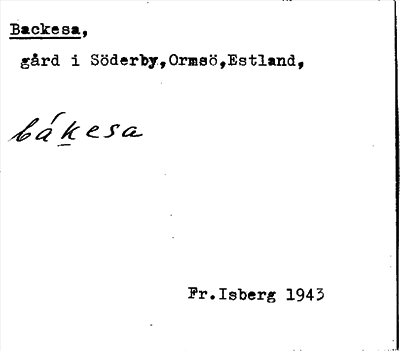 Backesa,
gård i Söderby,Ormsö,Estland,
bákesa
Fr.Isberg 1943